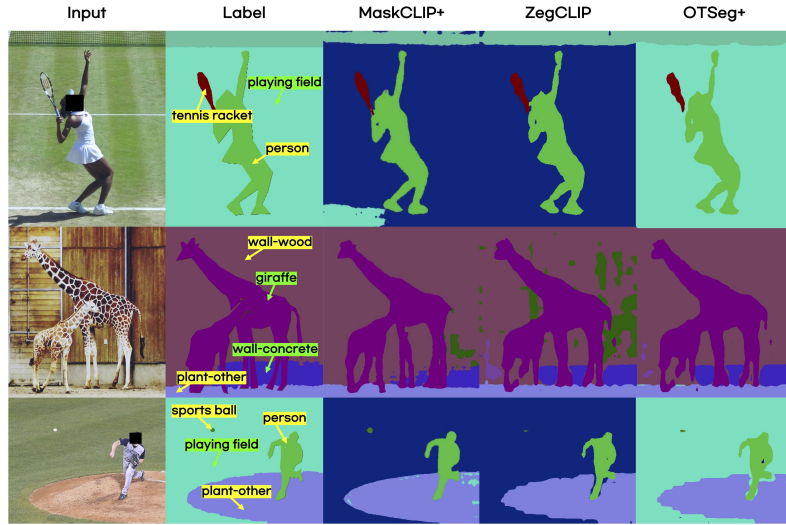 Input Label MaskCLIP+ ZegCLIP OTSeg+
playing field
tennis racket
person
wall-wood
giraffe
wall-concrete
plant-other
sports ball
person
playing field
plant-other